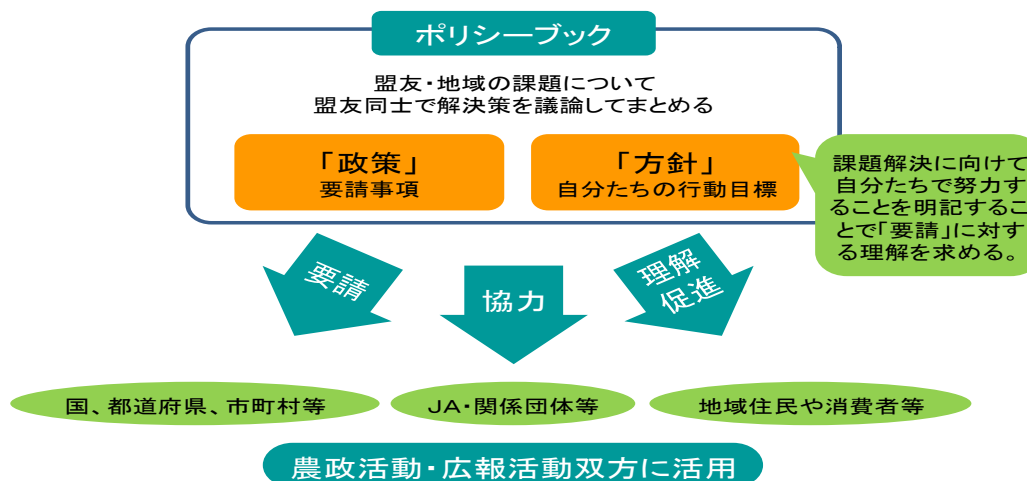 ポリシーブック
盟友・地域の課題について
盟友同士で解決策を議論してまとめる
「政策」
要請事項
「方針」
自分たちの行動目標
課題解決に向けて
自分たちで努力す
ることを明記するこ
とで「要請」に対す
る理解を求める。
要請
協力
理解
促進
国、都道府県、市町村等
JA・関係団体等
地域住民や消費者等
農政活動・広報活動双方に活用